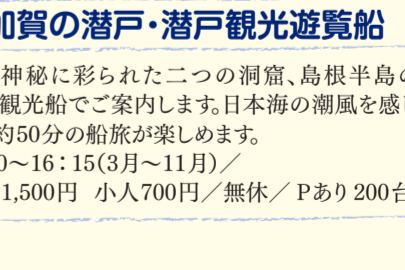 加賀の潜戸・潜戸観光遊覧船
神秘に彩られた二つの洞窟、島根半島の
観光船でご案内します。日本海の潮風を感
約50分の船旅が楽しめます。
0〜16：15(3月〜11月)／
1,500円 小人700円／無休／Pあり200台